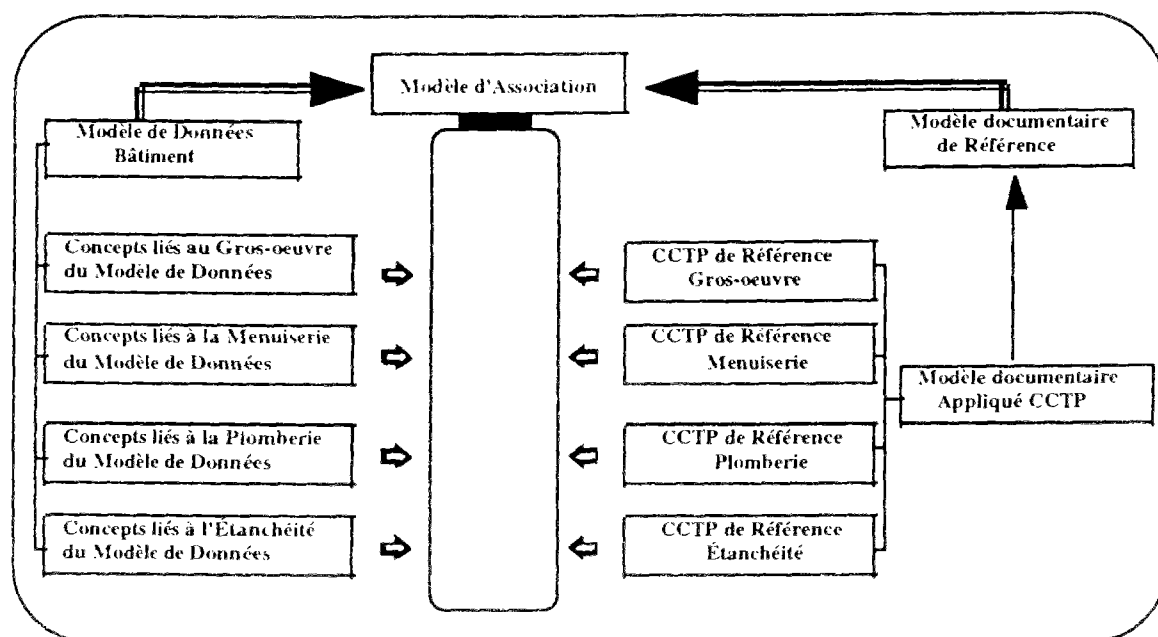 Modèle d'Association
Modèle de Données
Bâtiment
Modèle documentaire
de Référence
Concepts liés au Gros-oeuvre
du Modèle de Données
CCTP de Référence
Gros-oeuvre
Concepts liés à la Menuiserie
du Modèle de Données
CCTP de Référence
Menuiserie
Modèle documentaire
Appliqué CCTP
Concepts liés à la Plomberie
du Modèle de Données
CCTP de Référence
Plomberie
Concepts liés à l'Étanchéité
du Modèle de Données
CCTP de Référence
Étanchéité